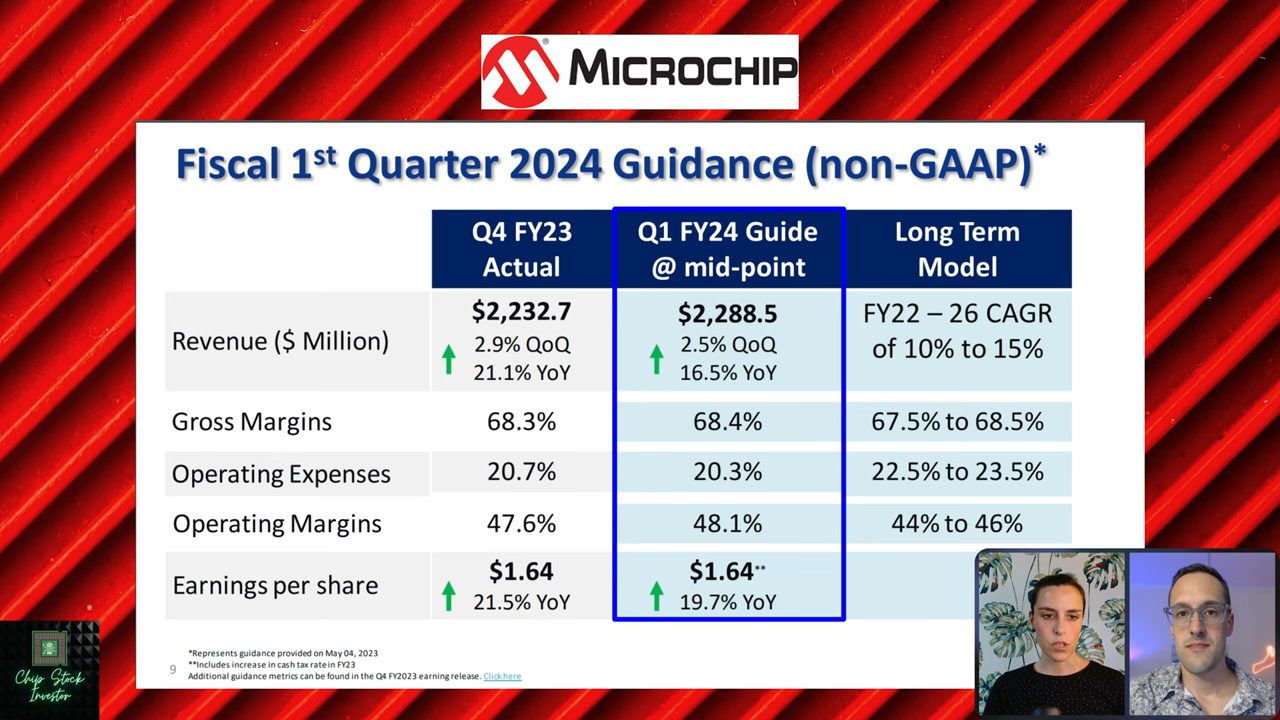 MICROCHIP
®
Fiscal 1st Quarter 2024 Guidance (non-GAAP)*
Q4 FY23 Actual
Q1 FY24 Guide @ mid-point
Long Term Model
Revenue ($ Million)
$2,232.7
2.9% QoQ
21.1% YoY
$2,288.5
2.5% QoQ
16.5% YoY
FY22 – 26 CAGR
of 10% to 15%
Gross Margins
68.3%
68.4%
67.5% to 68.5%
Operating Expenses
20.7%
20.3%
22.5% to 23.5%
Operating Margins
47.6%
48.1%
44% to 46%
Earnings per share
$1.64
21.5% YoY
$1.64**
19.7% YoY
*Represents guidance provided on May 04, 2023
**Includes increase in cash tax rate in FY23
Additional guidance metrics can be found in the Q4 FY2023 earning release. Click here
9
Chip Stock
Investor